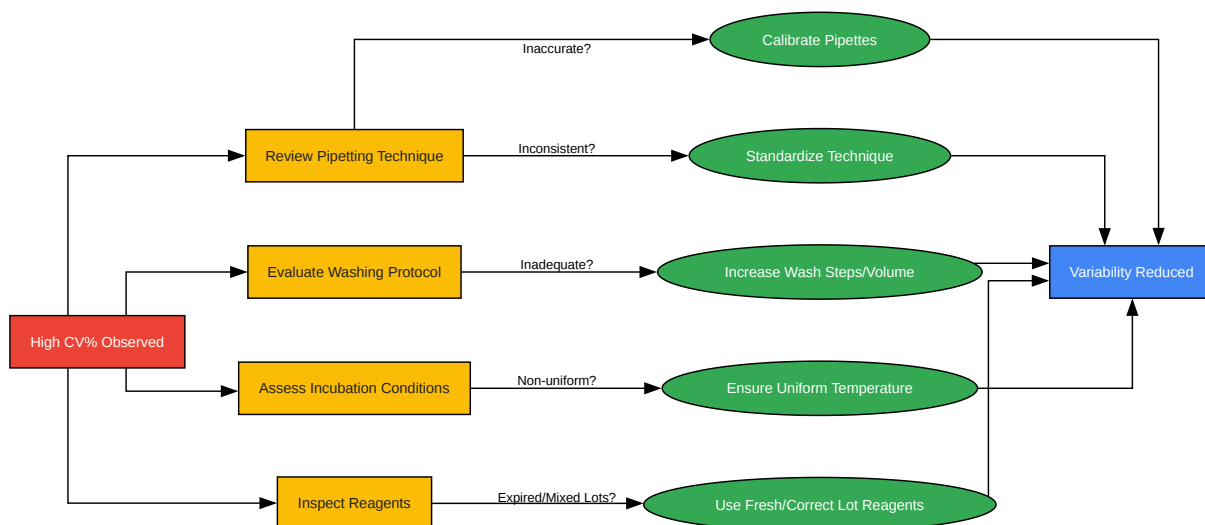 Inaccurate?
Calibrate Pipettes
Review Pipetting Technique
Inconsistent?
Standardize Technique
Evaluate Washing Protocol
Inadequate?
Increase Wash Steps/Volume
Variability Reduced
High CV% Observed
Assess Incubation Conditions
Non-uniform?
Ensure Uniform Temperature
Inspect Reagents
Expired/Mixed Lots?
Use Fresh/Correct Lot Reagents